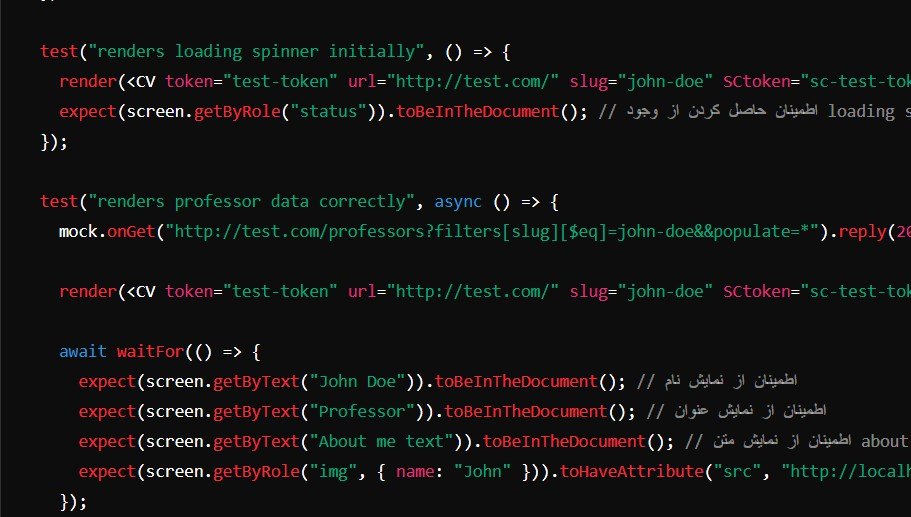 test("renders loading spinner initially", () => {
render(<CV token="test-token" url="http://test.com/" slug="john-doe" SCtoken="sc-test-token
expect(screen.getByRole("status")).toBeInTheDocument(); // اطمینان حاصل کردن از وجود loading s
});
test("renders professor data correctly", async () => {
mock.onGet("http://test.com/professors?filters[slug][$eq]=john-doe&&populate=*").reply(20
render(<CV token="test-token" url="http://test.com/" slug="john-doe" SCtoken="sc-test-tok
await waitFor(() => {
expect(screen.getByText("John Doe")).toBeInTheDocument(); // اطمینان از نمایش نام
expect(screen.getByText("Professor")).toBeInTheDocument(); // اطمینان از نمایش عنوان
expect(screen.getByText("About me text")).toBeInTheDocument(); // اطمینان از نمایش متن about
expect(screen.getByRole("img", { name: "John" })).toHaveAttribute("src", "http://localh
});